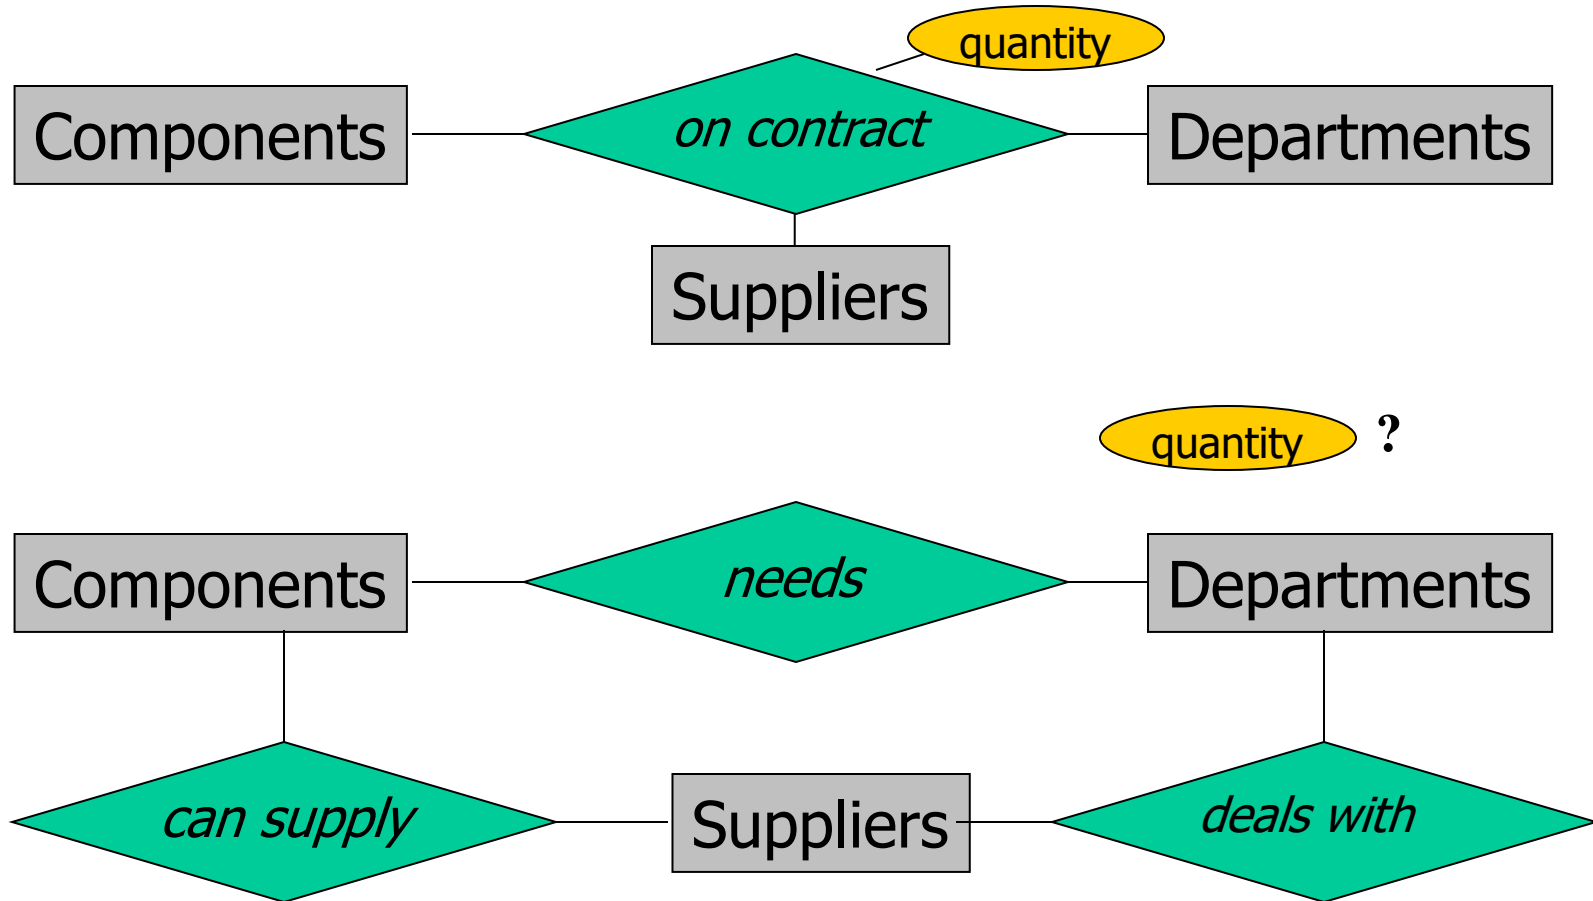 quantity
Components
on contract
Departments
Suppliers
quantity ?
Components
needs
Departments
can supply
Suppliers
deals with